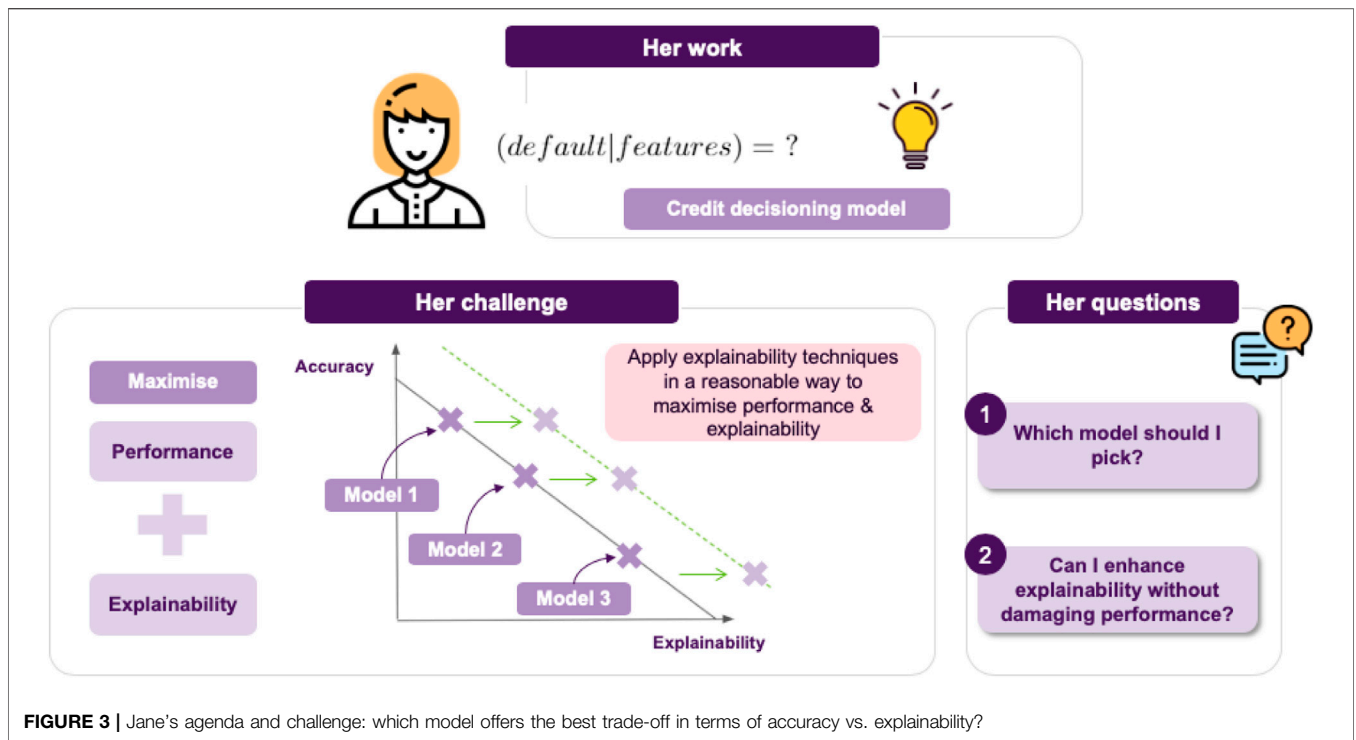 Her work
(default|features) = ?
Credit decisioning model
Her challenge
Maximise
Performance
Explainability
Accuracy
Model 1
Model 2
Model 3
Explainability
Apply explainability techniques
in a reasonable way to
maximise performance &
explainability
Her questions
?
1
Which model should I
pick?
2
Can I enhance
explainability without
damaging performance?
FIGURE 3 | Jane's agenda and challenge: which model offers the best trade-off in terms of accuracy vs. explainability?